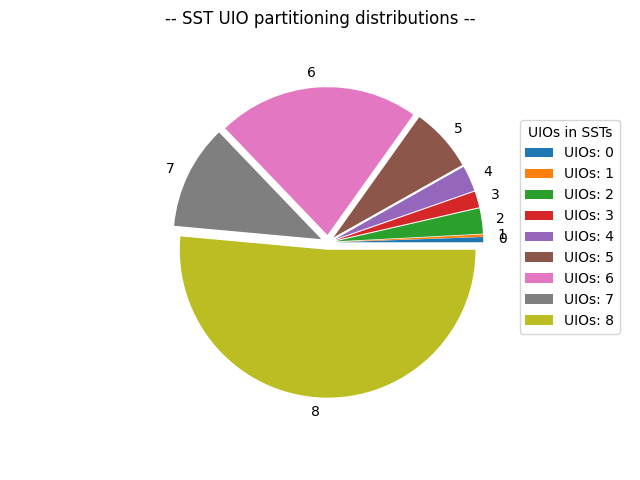 -- SST UIO partitioning distributions --
6
5
7
4
3
2
1
0
8
UIOs in SSTs
UIOs: 0
UIOs: 1
UIOs: 2
UIOs: 3
UIOs: 4
UIOs: 5
UIOs: 6
UIOs: 7
UIOs: 8